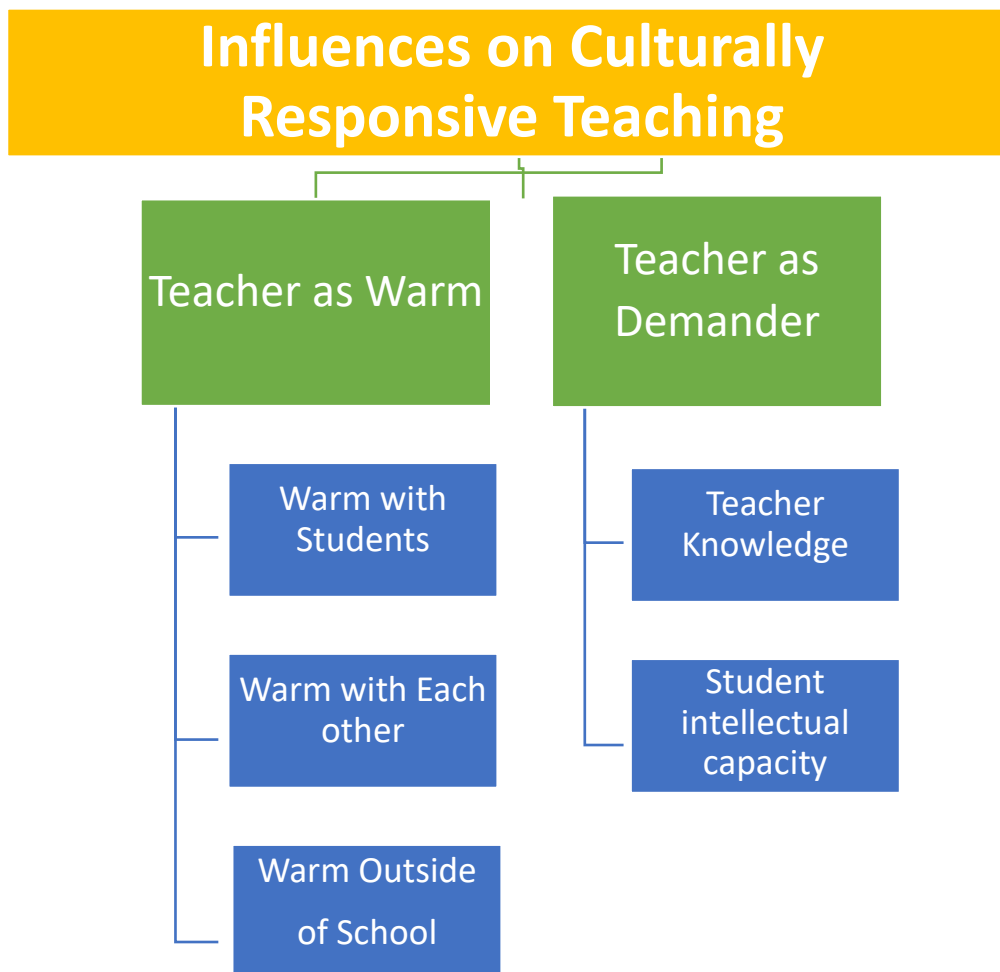 Influences on Culturally
Responsive Teaching
Teacher as Warm
Teacher as
Demander
Warm with
Students
Warm with Each
other
Warm Outside
of School
Teacher
Knowledge
Student
intellectual
capacity